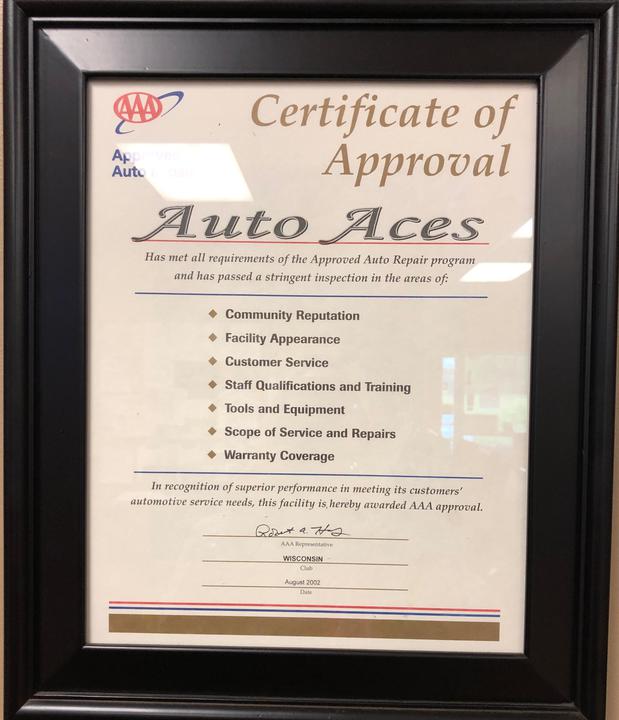 AAA
Certificate of
Approval
Approved
Auto Repair
Auto Aces
Has met all requirements of the Approved Auto Repair program
and has passed a stringent inspection in the areas of:
Community Reputation
Facility Appearance
Customer Service
Staff Qualifications and Training
Tools and Equipment
Scope of Service and Repairs
Warranty Coverage
In recognition of superior performance in meeting its customers'
automotive service needs, this facility is hereby awarded AAA approval.
AAA Representative
WISCONSIN
Club
August 2002
Date